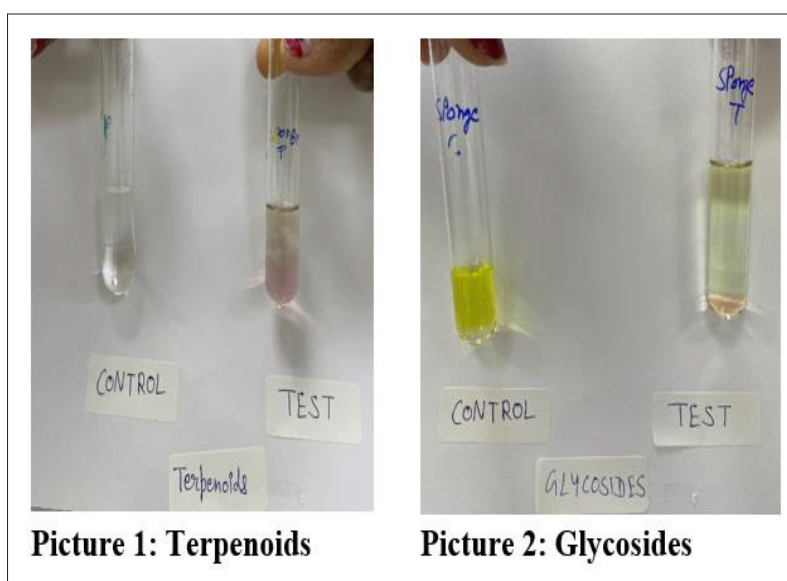 Sponge
C.
Sponge
T
CONTROL
TEST
Terpenoids
CONTROL
TEST
GLYCOSIDES
Picture 1: Terpenoids
Picture 2: Glycosides